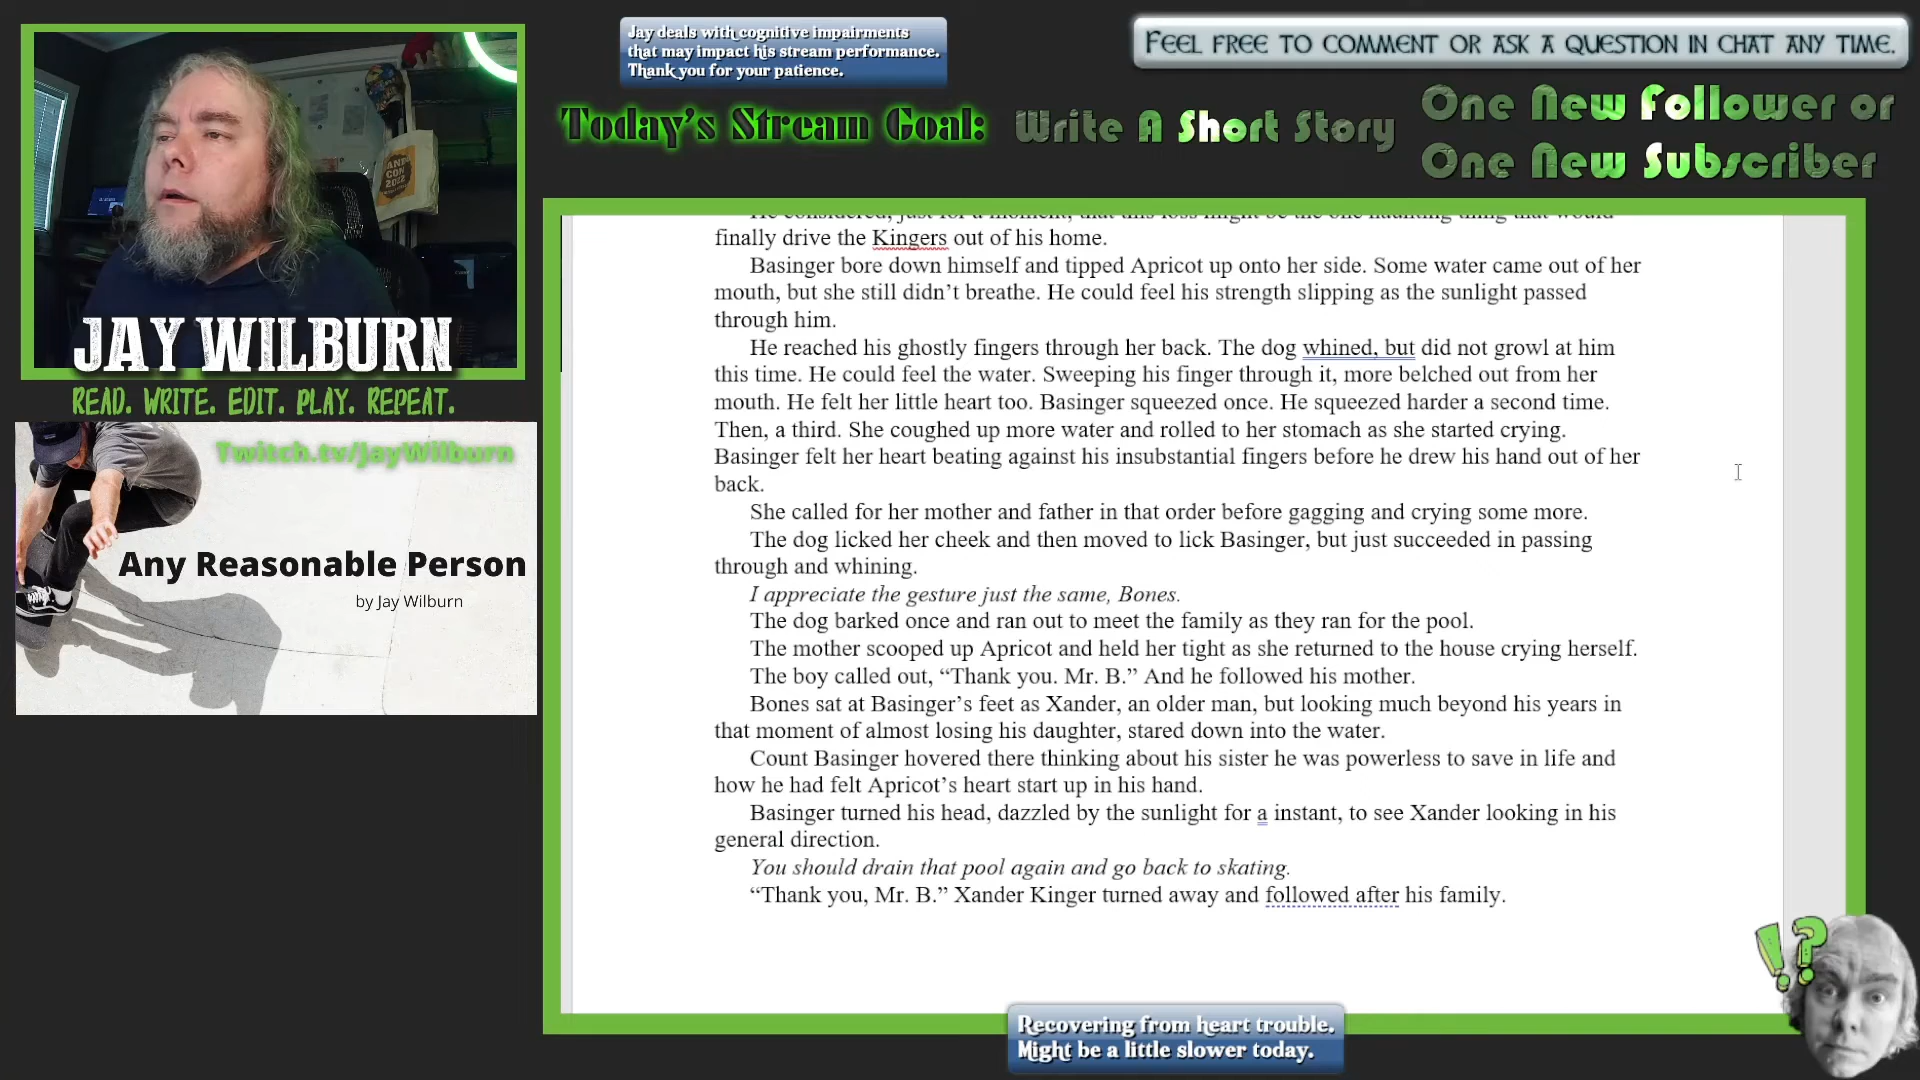 Jay deals with cognitive impairments
that may impact his stream performance.
Thank you for your patience.
Feel free to comment or ask a question in chat any time.
Today's Stream Goal:
Write A Short Story
One New Follower or
One New Subscriber
AND
CON
2022
JAY WILBURN
READ. WRITE. EDIT. PLAY. REPEAT.
Twitch.tv/JayWilburn
Any Reasonable Person
by Jay Wilburn
He considered, just for a moment, that this loss might be the one haunting thing that would
finally drive the Kingers out of his home.
Basinger bore down himself and tipped Apricot up onto her side. Some water came out of her
mouth, but she still didn’t breathe. He could feel his strength slipping as the sunlight passed
through him.
He reached his ghostly fingers through her back. The dog whined, but did not growl at him
this time. He could feel the water. Sweeping his finger through it, more belched out from her
mouth. He felt her little heart too. Basinger squeezed once. He squeezed harder a second time.
Then, a third. She coughed up more water and rolled to her stomach as she started crying.
Basinger felt her heart beating against his insubstantial fingers before he drew his hand out of her
back.
She called for her mother and father in that order before gagging and crying some more.
The dog licked her cheek and then moved to lick Basinger, but just succeeded in passing
through and whining.
I appreciate the gesture just the same, Bones.
The dog barked once and ran out to meet the family as they ran for the pool.
The mother scooped up Apricot and held her tight as she returned to the house crying herself.
The boy called out, “Thank you. Mr. B.” And he followed his mother.
Bones sat at Basinger’s feet as Xander, an older man, but looking much beyond his years in
that moment of almost losing his daughter, stared down into the water.
Count Basinger hovered there thinking about his sister he was powerless to save in life and
how he had felt Apricot’s heart start up in his hand.
Basinger turned his head, dazzled by the sunlight for a instant, to see Xander looking in his
general direction.
You should drain that pool again and go back to skating.
“Thank you, Mr. B.” Xander Kinger turned away and followed after his family.
!?
Recovering from heart trouble.
Might be a little slower today.